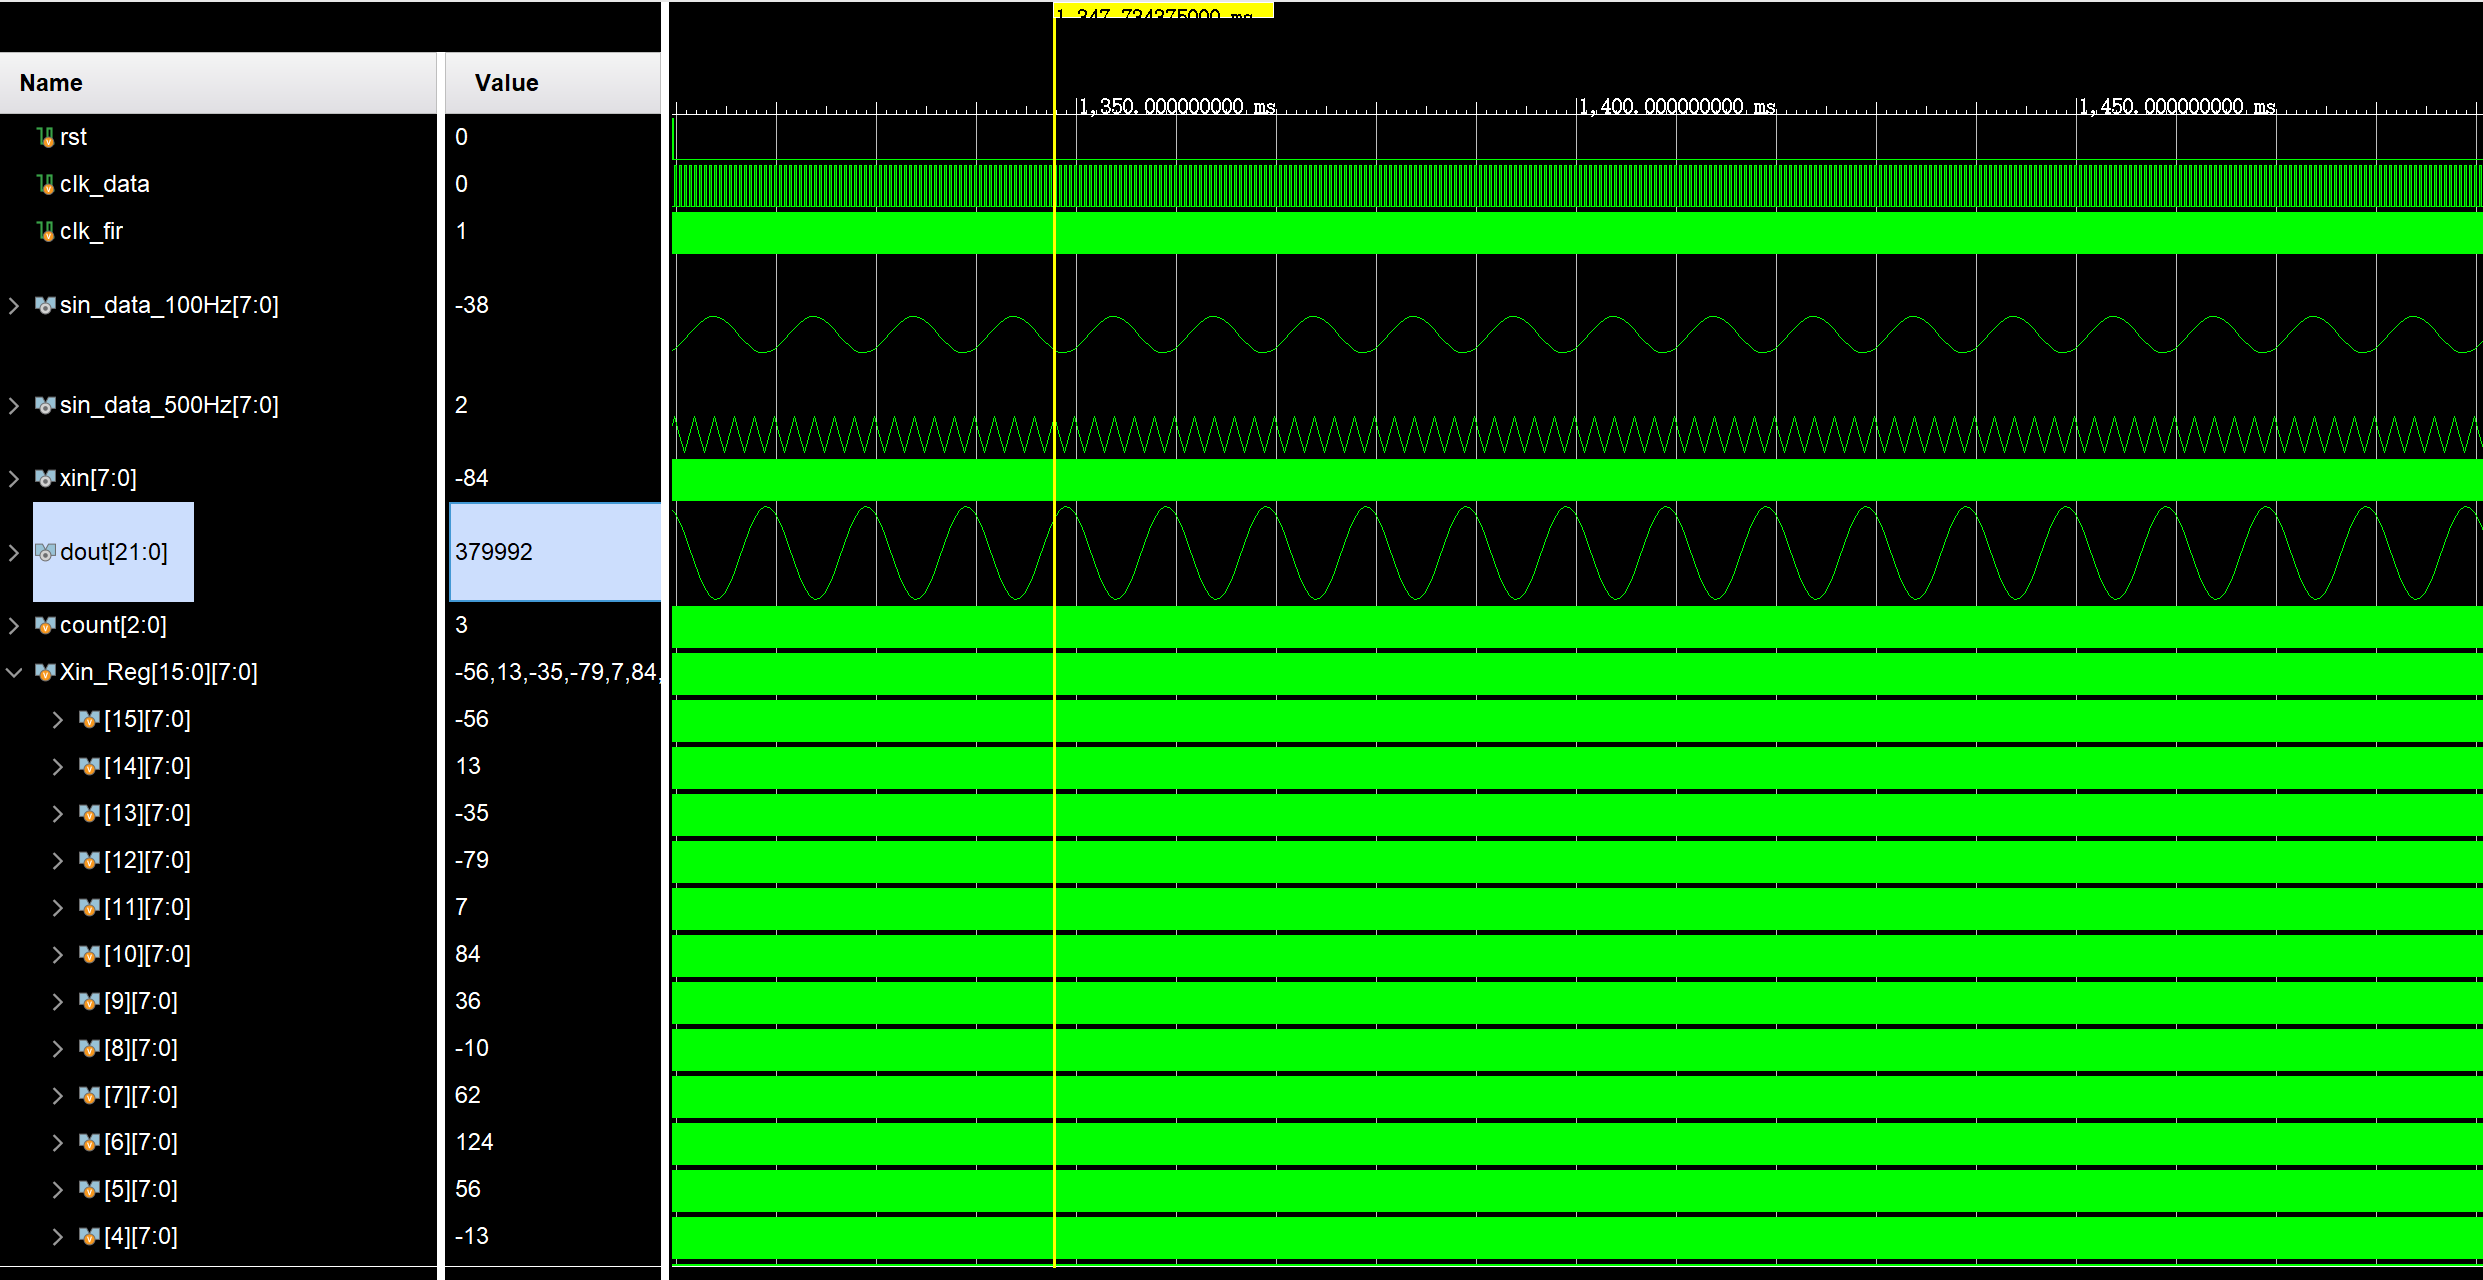 1,347.734375000 ms
Name Value
1,350.000000000 ms 1,400.000000000 ms 1,450.000000000 ms
rst 0
clk_data 0
clk_fir 1
sin_data_100Hz[7:0] -38
sin_data_500Hz[7:0] 2
xin[7:0] -84
dout[21:0] 379992
count[2:0] 3
Xin_Reg[15:0][7:0] -56,13,-35,-79,7,84,
[15][7:0] -56
[14][7:0] 13
[13][7:0] -35
[12][7:0] -79
[11][7:0] 7
[10][7:0] 84
[9][7:0] 36
[8][7:0] -10
[7][7:0] 62
[6][7:0] 124
[5][7:0] 56
[4][7:0] -13